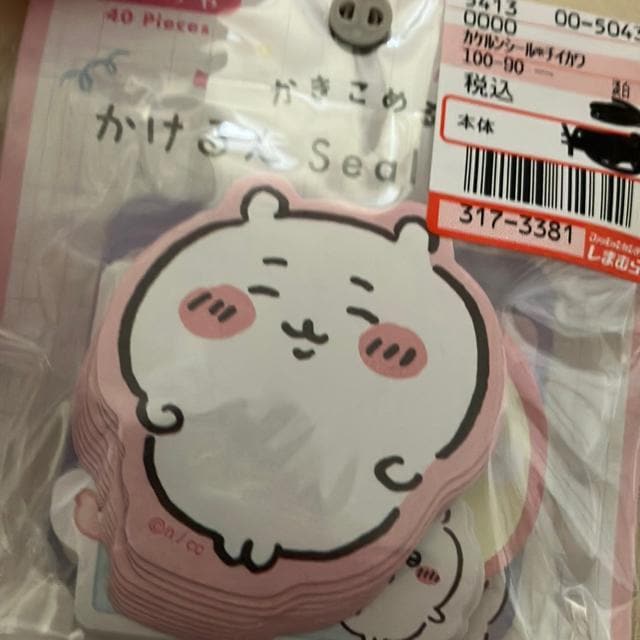 40 Pieces
かきこめる
かけるん Seal
5413
0000 00-5043
カケルンシール@チイカワ
100-90
税込
本体 ¥
317-3381
しまむら
©n/cc